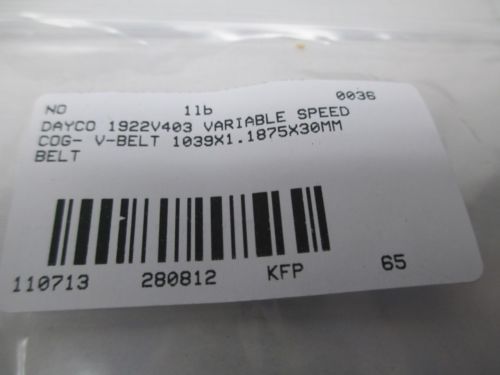 NO 1lb 0036
DAYCO 1922V403 VARIABLE SPEED
COG- V-BELT 1039X1.1875X30MM
BELT
110713 280812 KFP 65